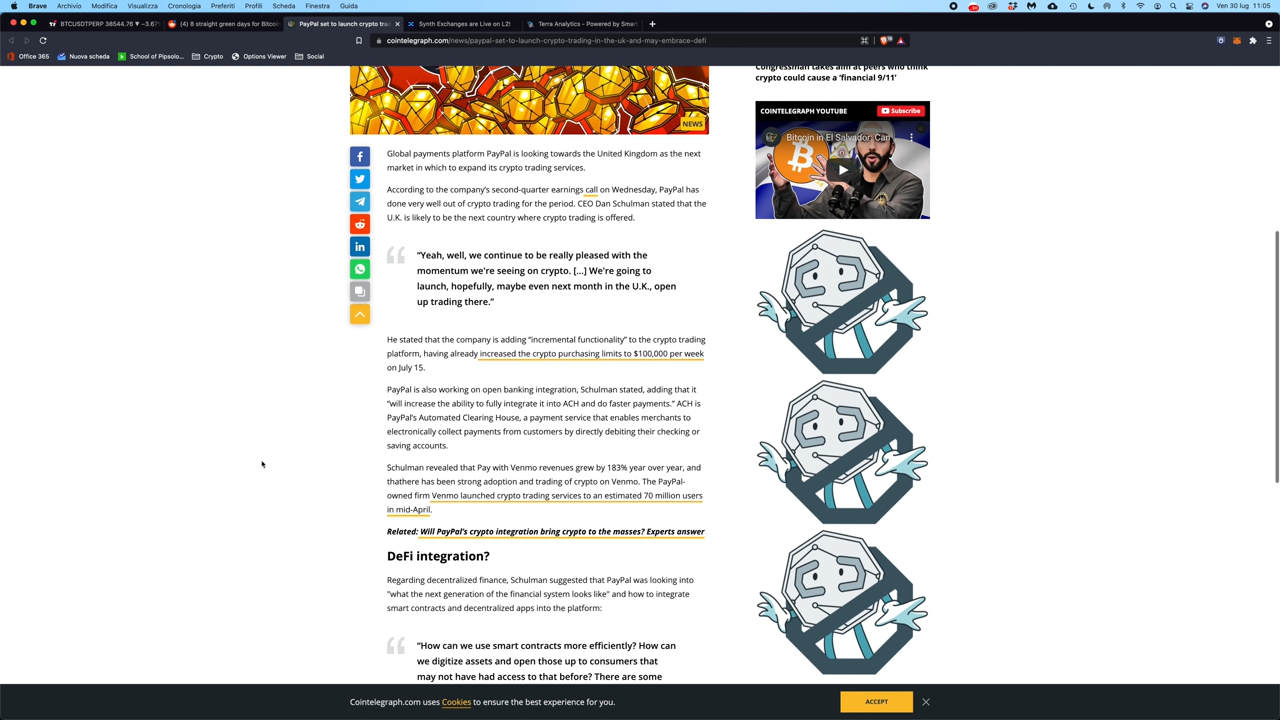 Brave Archivio Modifica Visualizza Cronologia Preferiti Profili Scheda Finestra Guida
Ven 30 lug 11:05
BTCUSDTPERP 38544.76 ▼ −3.67
(4) 8 straight green days for Bitcoi
PayPal set to launch crypto tra
Synth Exchanges are Live on L2!
Terra Analytics - Powered by Smar
cointelegraph.com/news/paypal-set-to-launch-crypto-trading-in-the-uk-and-may-embrace-defi
Office 365 Nuova scheda School of Pipsolo... Crypto Options Viewer Social
Congressman takes aim at peers who think
crypto could cause a 'financial 9/11'
NEWS
COINTELEGRAPH YOUTUBE
Subscribe
Bitcoin in El Salvador: Can
Global payments platform PayPal is looking towards the United Kingdom as the next
market in which to expand its crypto trading services.
According to the company's second-quarter earnings call on Wednesday, PayPal has
done very well out of crypto trading for the period. CEO Dan Schulman stated that the
U.K. is likely to be the next country where crypto trading is offered.
“Yeah, well, we continue to be really pleased with the
momentum we're seeing on crypto. [...] We're going to
launch, hopefully, maybe even next month in the U.K., open
up trading there.”
He stated that the company is adding “incremental functionality” to the crypto trading
platform, having already increased the crypto purchasing limits to $100,000 per week
on July 15.
PayPal is also working on open banking integration, Schulman stated, adding that it
“will increase the ability to fully integrate it into ACH and do faster payments.” ACH is
PayPal's Automated Clearing House, a payment service that enables merchants to
electronically collect payments from customers by directly debiting their checking or
saving accounts.
Schulman revealed that Pay with Venmo revenues grew by 183% year over year, and
thathere has been strong adoption and trading of crypto on Venmo. The PayPal-
owned firm Venmo launched crypto trading services to an estimated 70 million users
in mid-April.
Related: Will PayPal's crypto integration bring crypto to the masses? Experts answer
DeFi integration?
Regarding decentralized finance, Schulman suggested that PayPal was looking into
"what the next generation of the financial system looks like" and how to integrate
smart contracts and decentralized apps into the platform:
“How can we use smart contracts more efficiently? How can
we digitize assets and open those up to consumers that
may not have had access to that before? There are some
Cointelegraph.com uses Cookies to ensure the best experience for you.
ACCEPT